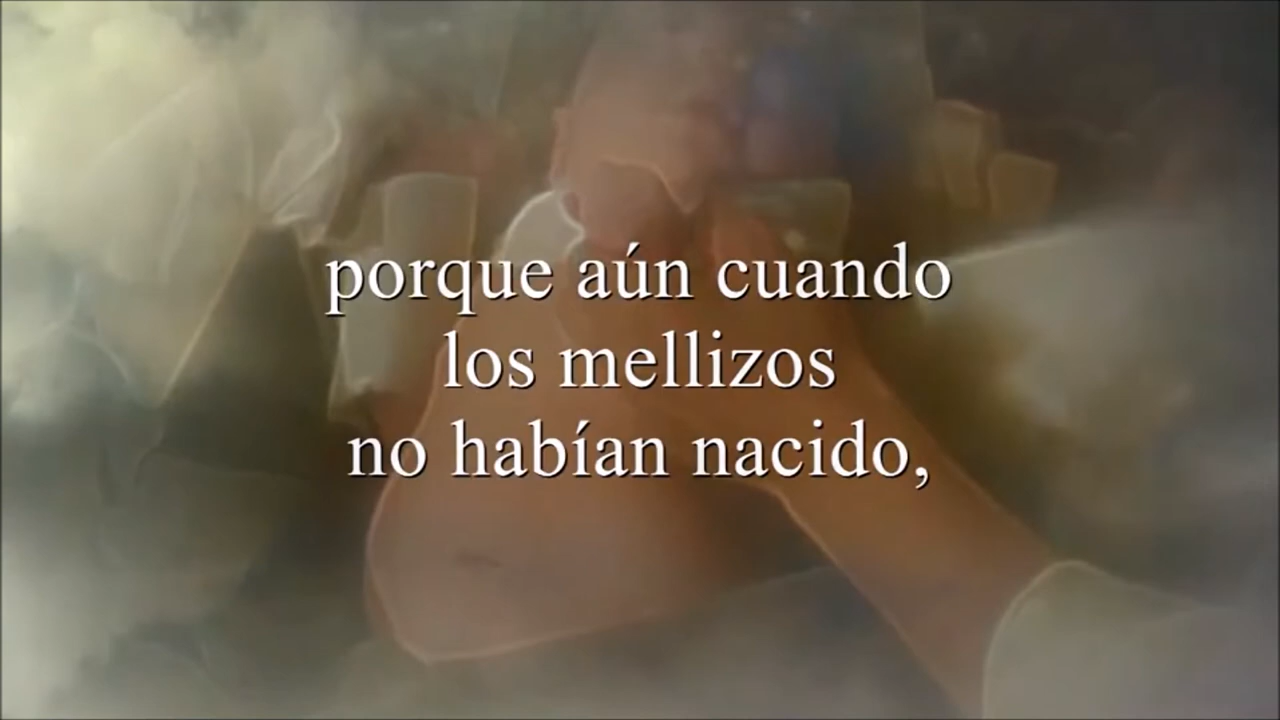 porque aún cuando
los mellizos
no habían nacido,